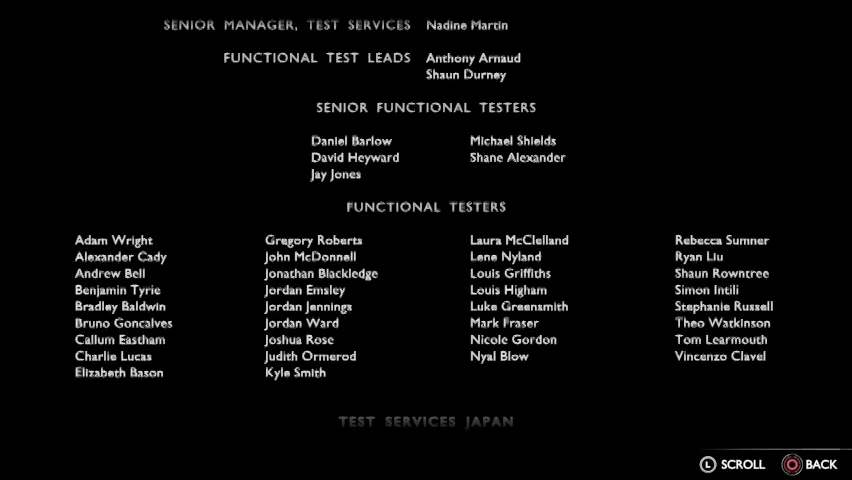 SENIOR MANAGER, TEST SERVICES Nadine Martin
FUNCTIONAL TEST LEADS Anthony Arnaud
Shaun Durney
SENIOR FUNCTIONAL TESTERS
Daniel Barlow Michael Shields
David Heyward Shane Alexander
Jay Jones
FUNCTIONAL TESTERS
Adam Wright Gregory Roberts Laura McClelland Rebecca Sumner
Alexander Cady John McDonnell Lene Nyland Ryan Liu
Andrew Bell Jonathan Blackledge Louis Griffiths Shaun Rowntree
Benjamin Tyrie Jordan Emsley Louis Higham Simon Intili
Bradley Baldwin Jordan Jennings Luke Greensmith Stephanie Russell
Bruno Goncalves Jordan Ward Mark Fraser Theo Watkinson
Callum Eastham Joshua Rose Nicole Gordon Tom Learmouth
Charlie Lucas Judith Ormerod Nyal Blow Vincenzo Clavel
Elizabeth Bason Kyle Smith
TEST SERVICES JAPAN
L SCROLL BACK